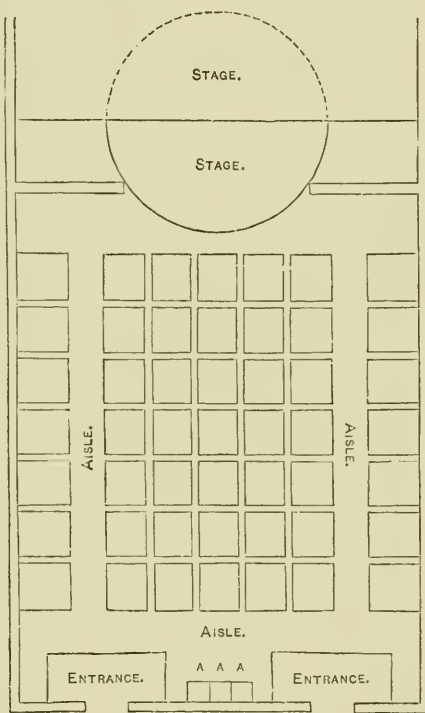 STAGE.
STAGE.
AISLE.
AISLE.
AISLE.
A A A
ENTRANCE.
ENTRANCE.